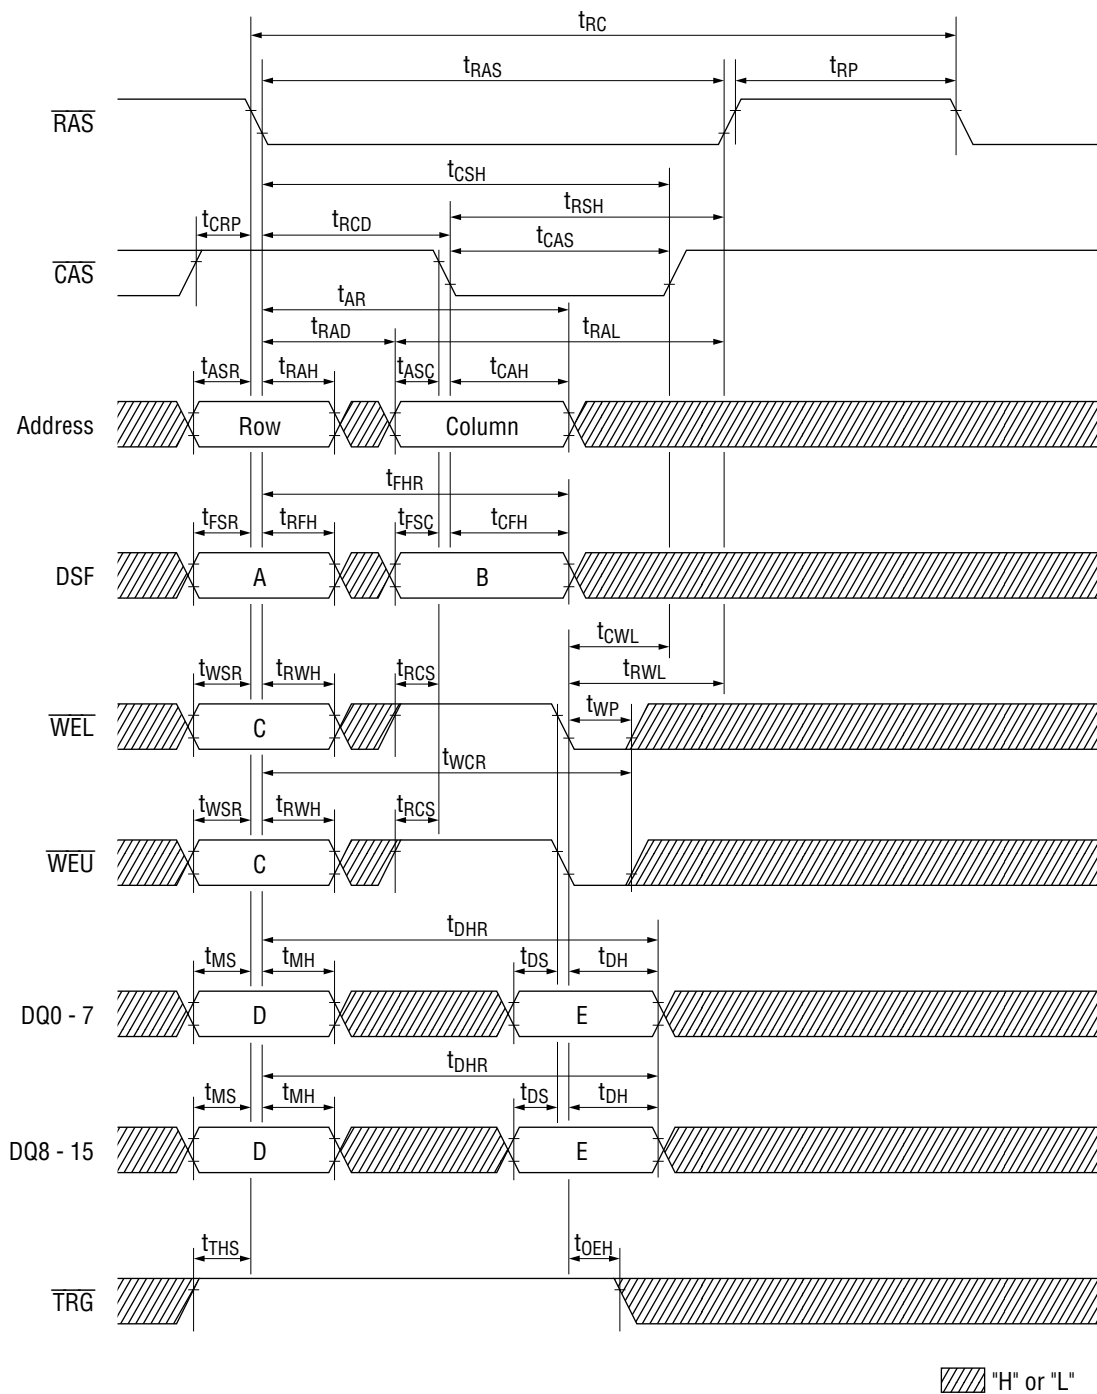 tRC
tRAS tRP
RAS
tCSH
tRSH
tCRP tRCD
tCAS
CAS
tAR
tRAD tRAL
tASR tRAH tASC tCAH
Address Row Column
tFHR
tFSR tRFH tFSC tCFH
DSF A B
tCWL
tWSR tRWH tRCS tRWL
tWP
WEL C
tWCR
tWSR tRWH tRCS
WEU C
tDHR
tMS tMH tDS tDH
DQ0 - 7 D E
tDHR
tMS tMH tDS tDH
DQ8 - 15 D E
tTHS tOEH
TRG
"H" or "L"